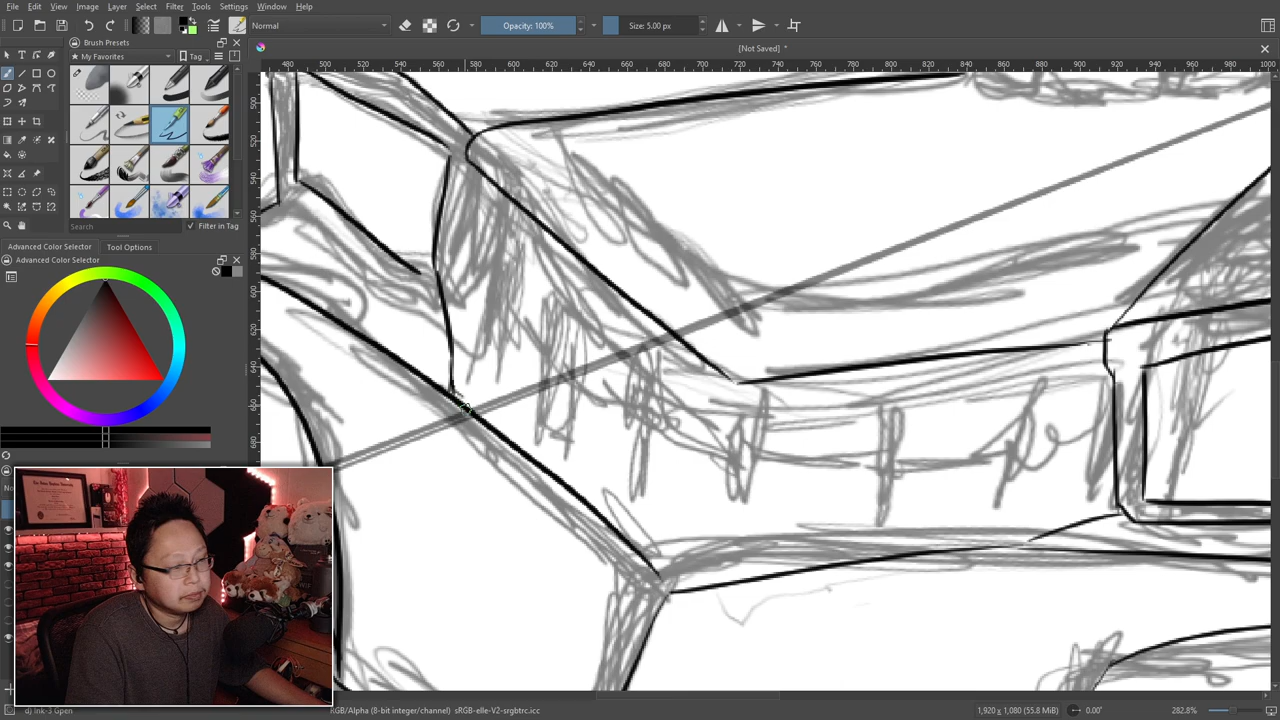 File Edit View Image Layer Select Filter Tools Settings Window Help
Normal
Opacity: 100%
Size: 5.00 px
Brush Presets
[Not Saved] *
My Favorites
Tag
480 500 520 540 560 580 600 620 640 660 680 700 720 740 760 780 800 820 840 860 880 900 920 940 960 980 1000
Search
Filter in Tag
Advanced Color Selector
Tool Options
Advanced Color Selector
d) Ink-3 Gpen
RGB/Alpha (8-bit integer/channel) sRGB-elle-V2-srgbtrc.icc
1,920 x 1,080 (55.8 MiB)
0.00°
282.8%